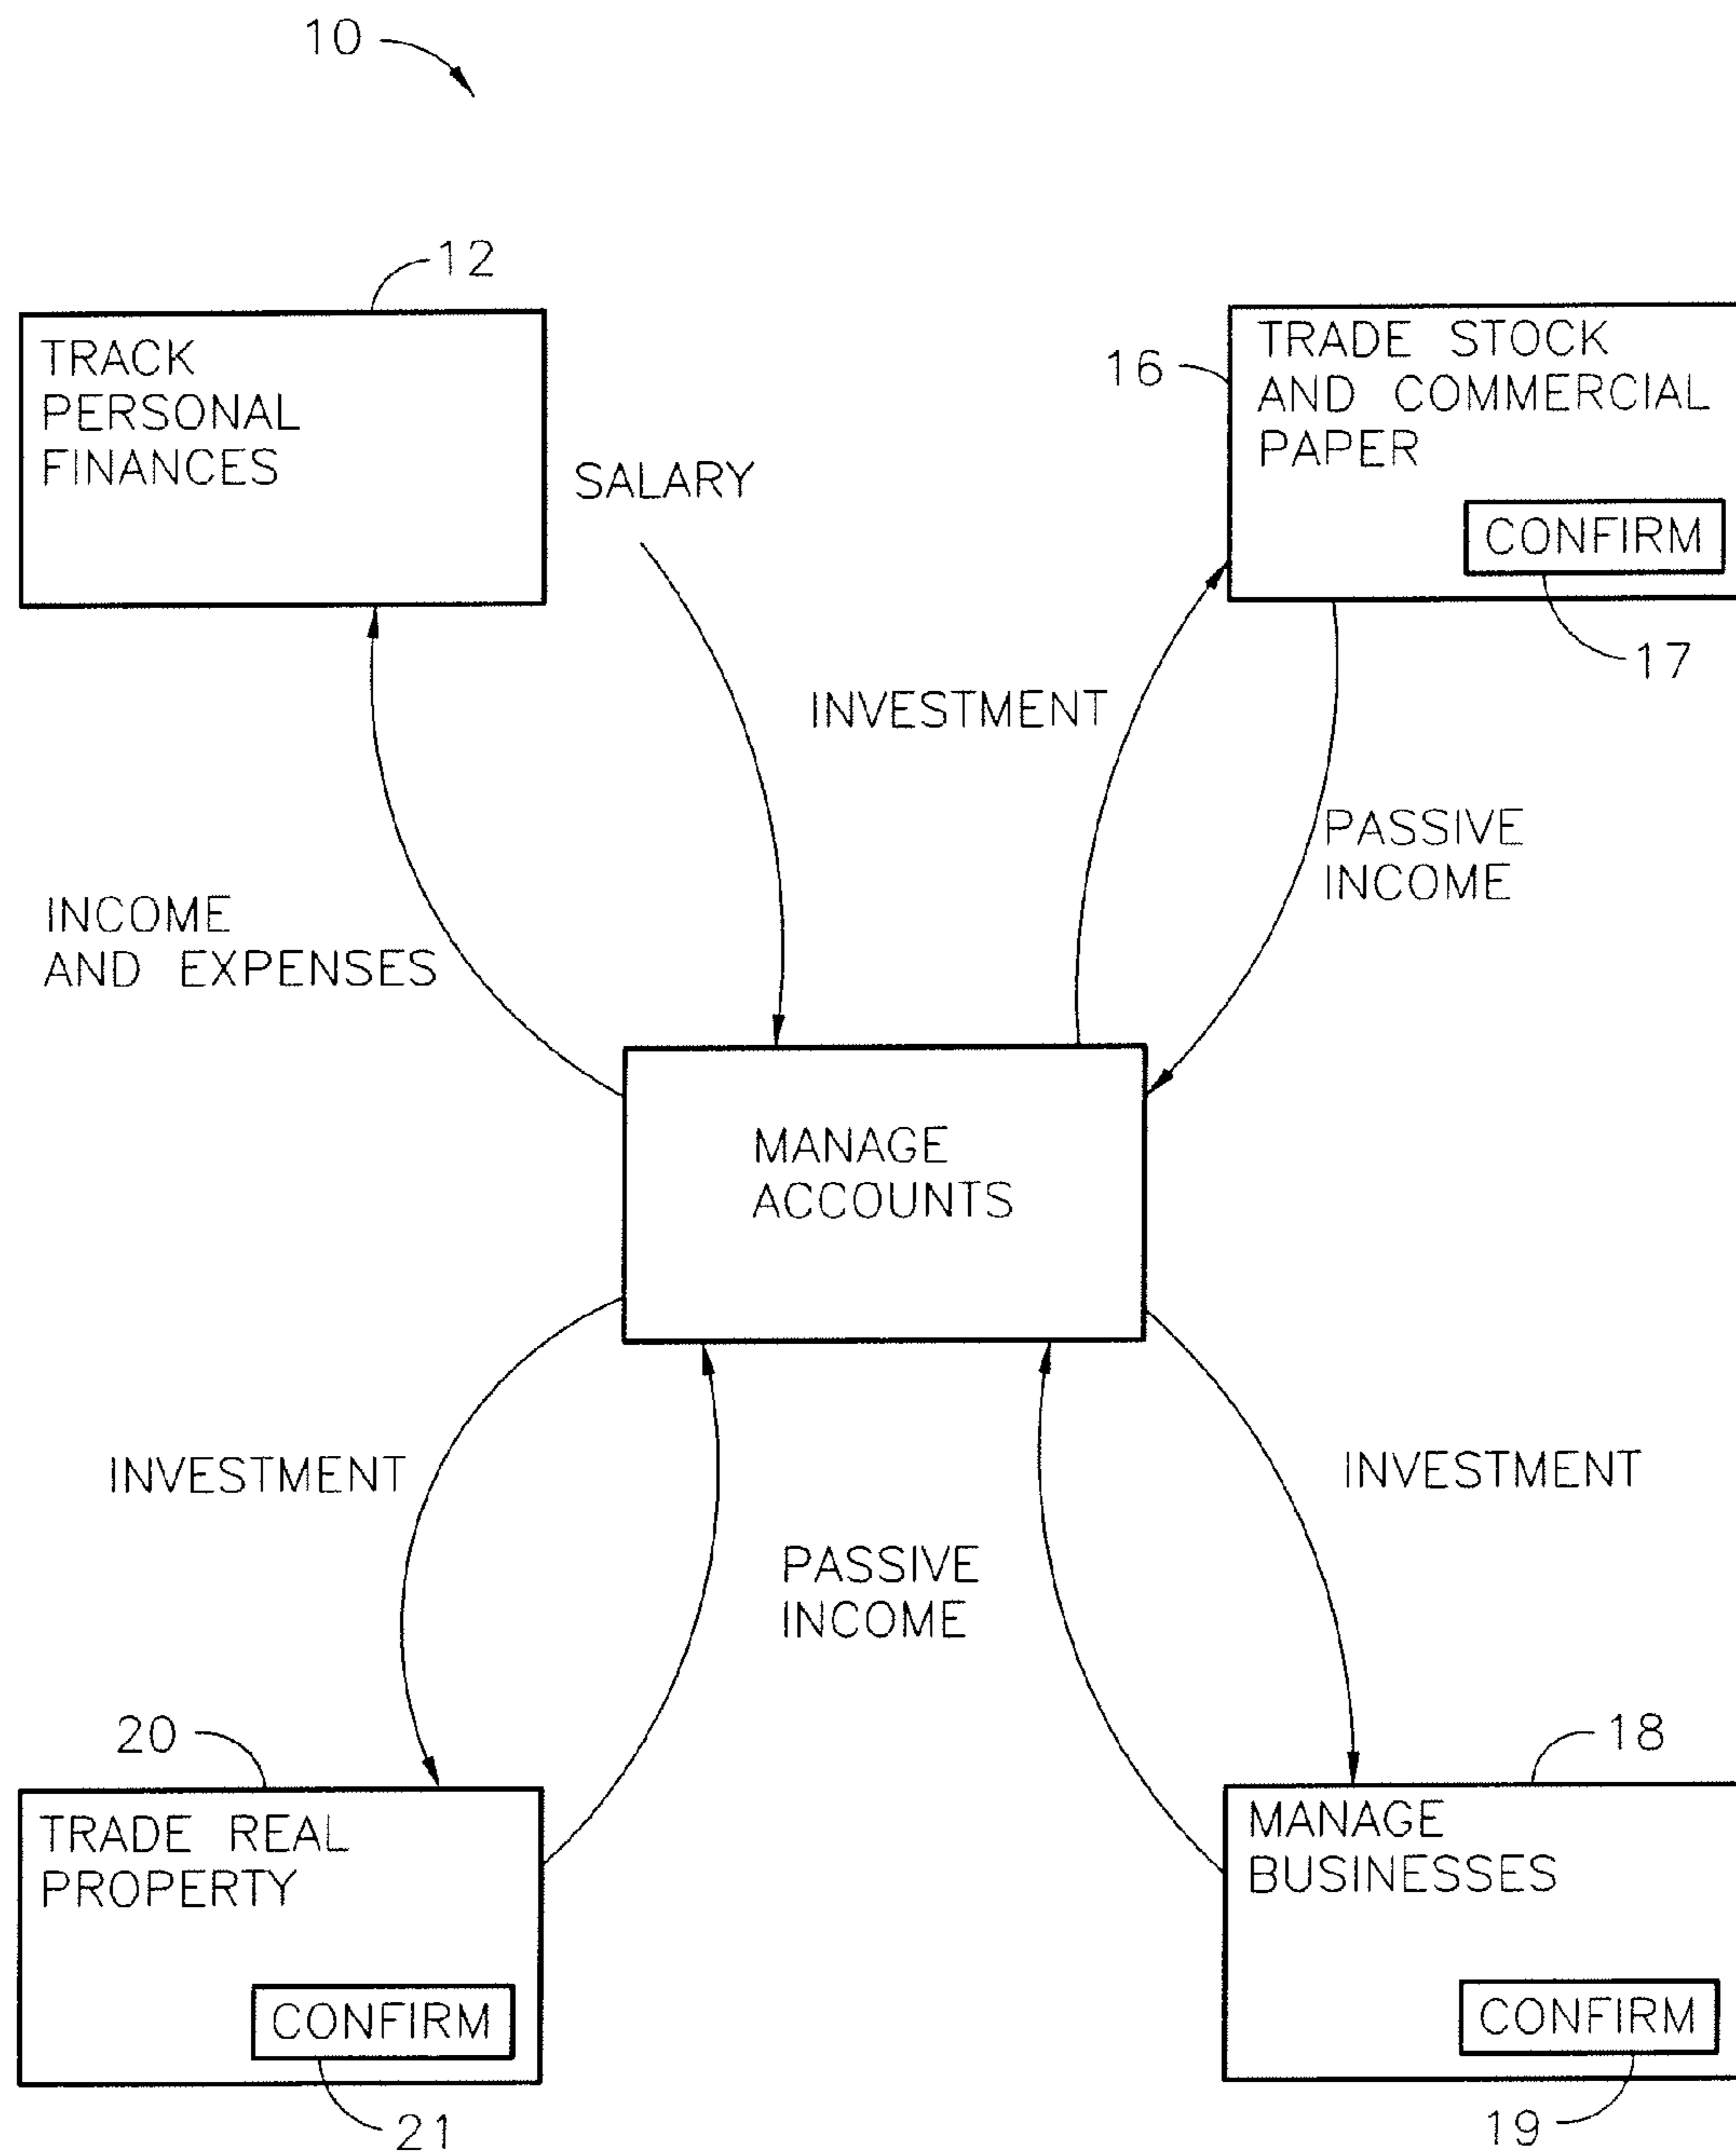 10
12
TRACK
PERSONAL
FINANCES
16
TRADE STOCK
AND COMMERCIAL
PAPER
CONFIRM
17
SALARY
INVESTMENT
PASSIVE
INCOME
INCOME
AND EXPENSES
MANAGE
ACCOUNTS
INVESTMENT
INVESTMENT
PASSIVE
INCOME
20
TRADE REAL
PROPERTY
CONFIRM
21
18
MANAGE
BUSINESSES
CONFIRM
19